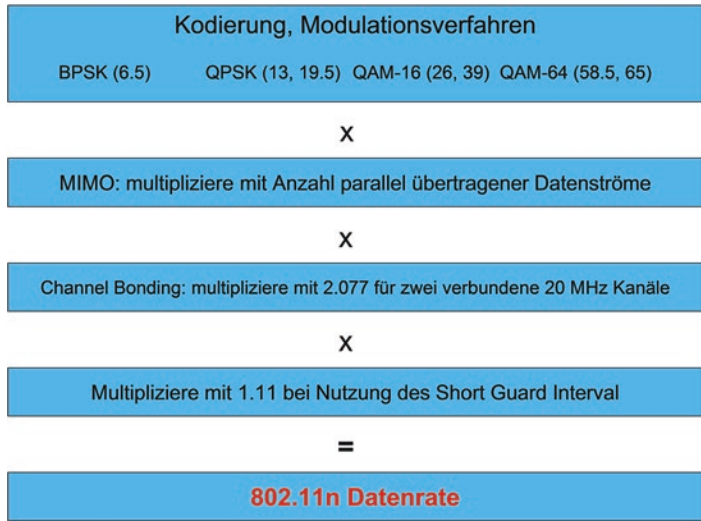 Kodierung, Modulationsverfahren
BPSK (6.5) QPSK (13, 19.5) QAM-16 (26, 39) QAM-64 (58.5, 65)
x
MIMO: multipliziere mit Anzahl parallel übertragener Datenströme
x
Channel Bonding: multipliziere mit 2.077 für zwei verbundene 20 MHz Kanäle
x
Multipliziere mit 1.11 bei Nutzung des Short Guard Interval
=
802.11n Datenrate